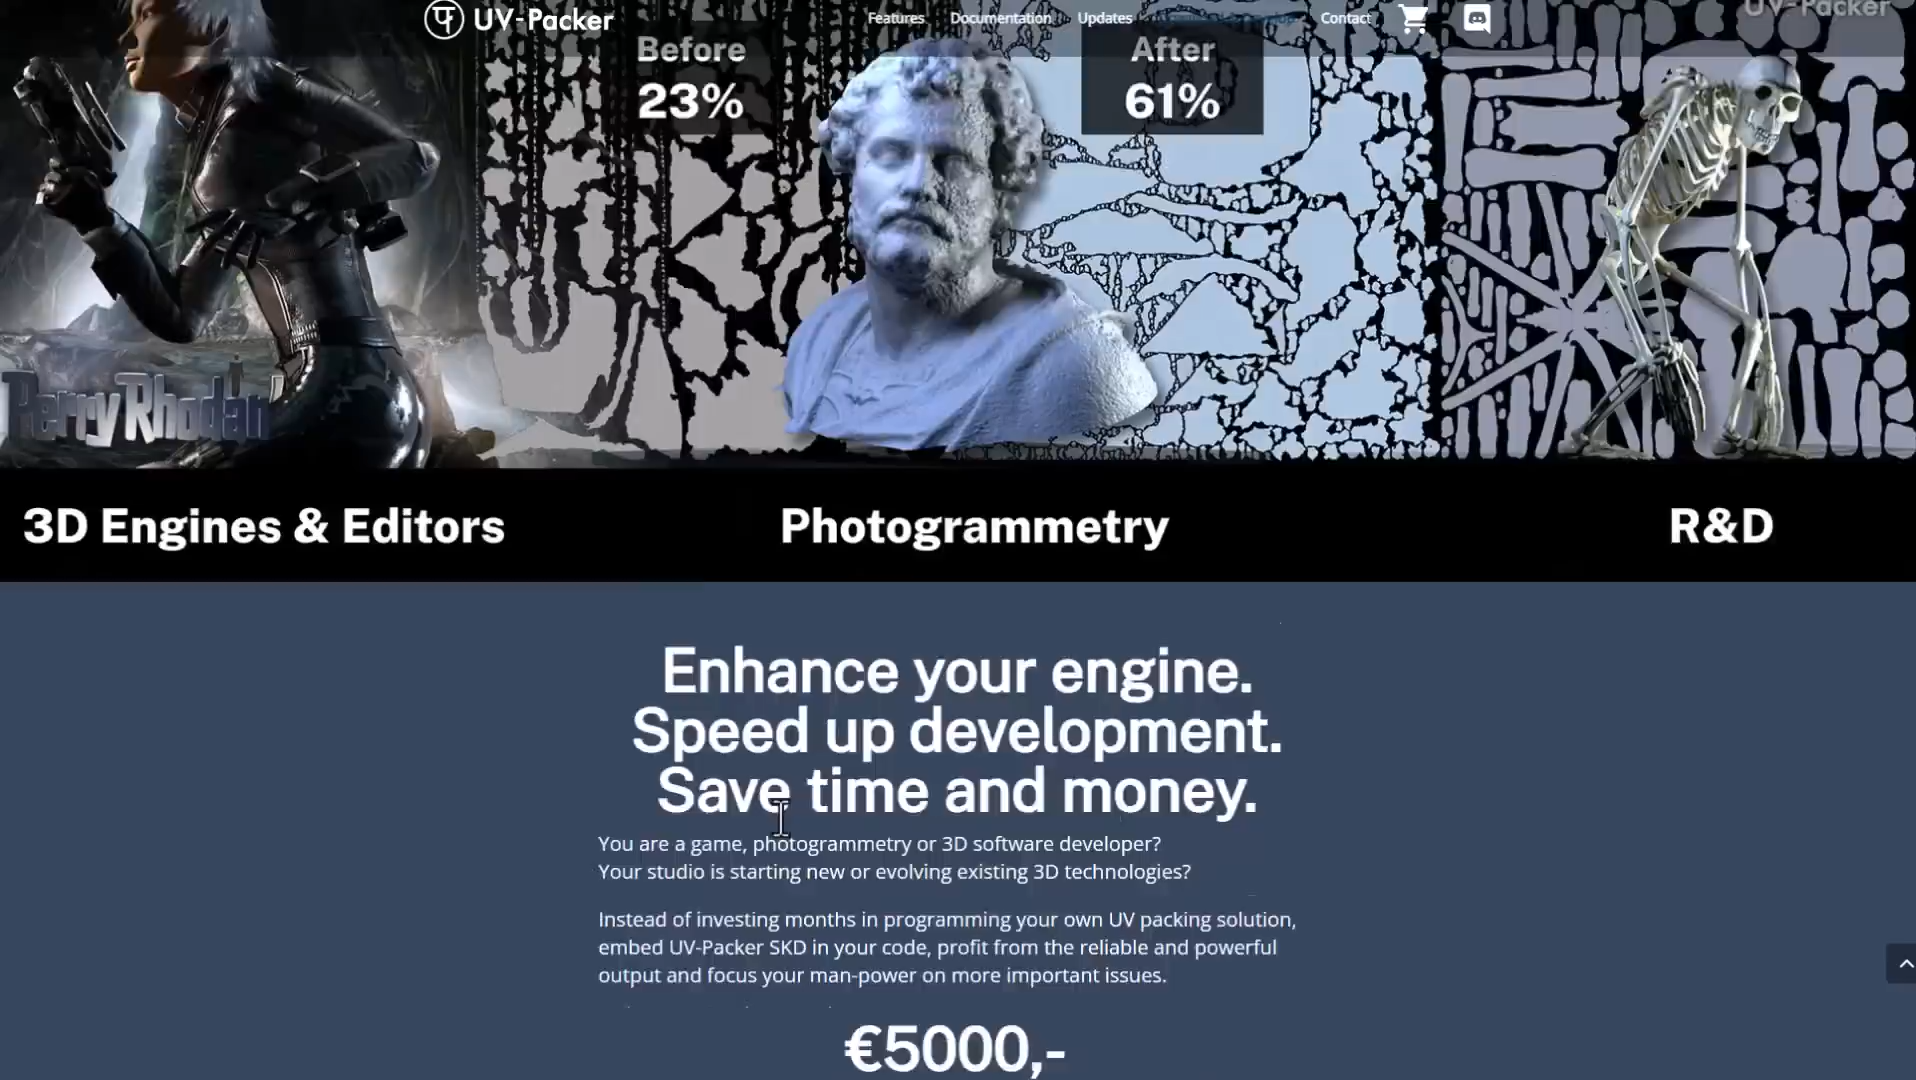 UV-Packer
Features
Documentation
Updates
Contact
UV-Packer
Before
23%
After
61%
Perry Rhodan
3D Engines & Editors
Photogrammetry
R&D
Enhance your engine.
Speed up development.
Save time and money.
You are a game, photogrammetry or 3D software developer?
Your studio is starting new or evolving existing 3D technologies?
Instead of investing months in programming your own UV packing solution,
embed UV-Packer SKD in your code, profit from the reliable and powerful
output and focus your man-power on more important issues.
€5000,-